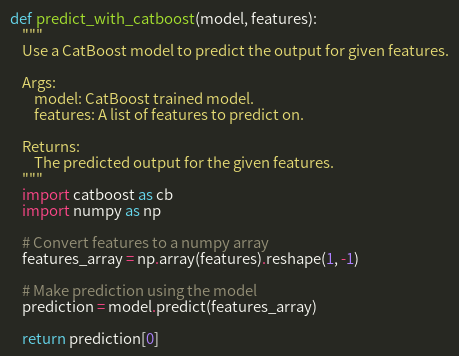 def predict_with_catboost(model, features):
    """
    Use a CatBoost model to predict the output for given features.

    Args:
        model: CatBoost trained model.
        features: A list of features to predict on.

    Returns:
        The predicted output for the given features.
    """
    import catboost as cb
    import numpy as np

    # Convert features to a numpy array
    features_array = np.array(features).reshape(1, -1)

    # Make prediction using the model
    prediction = model.predict(features_array)

    return prediction[0]